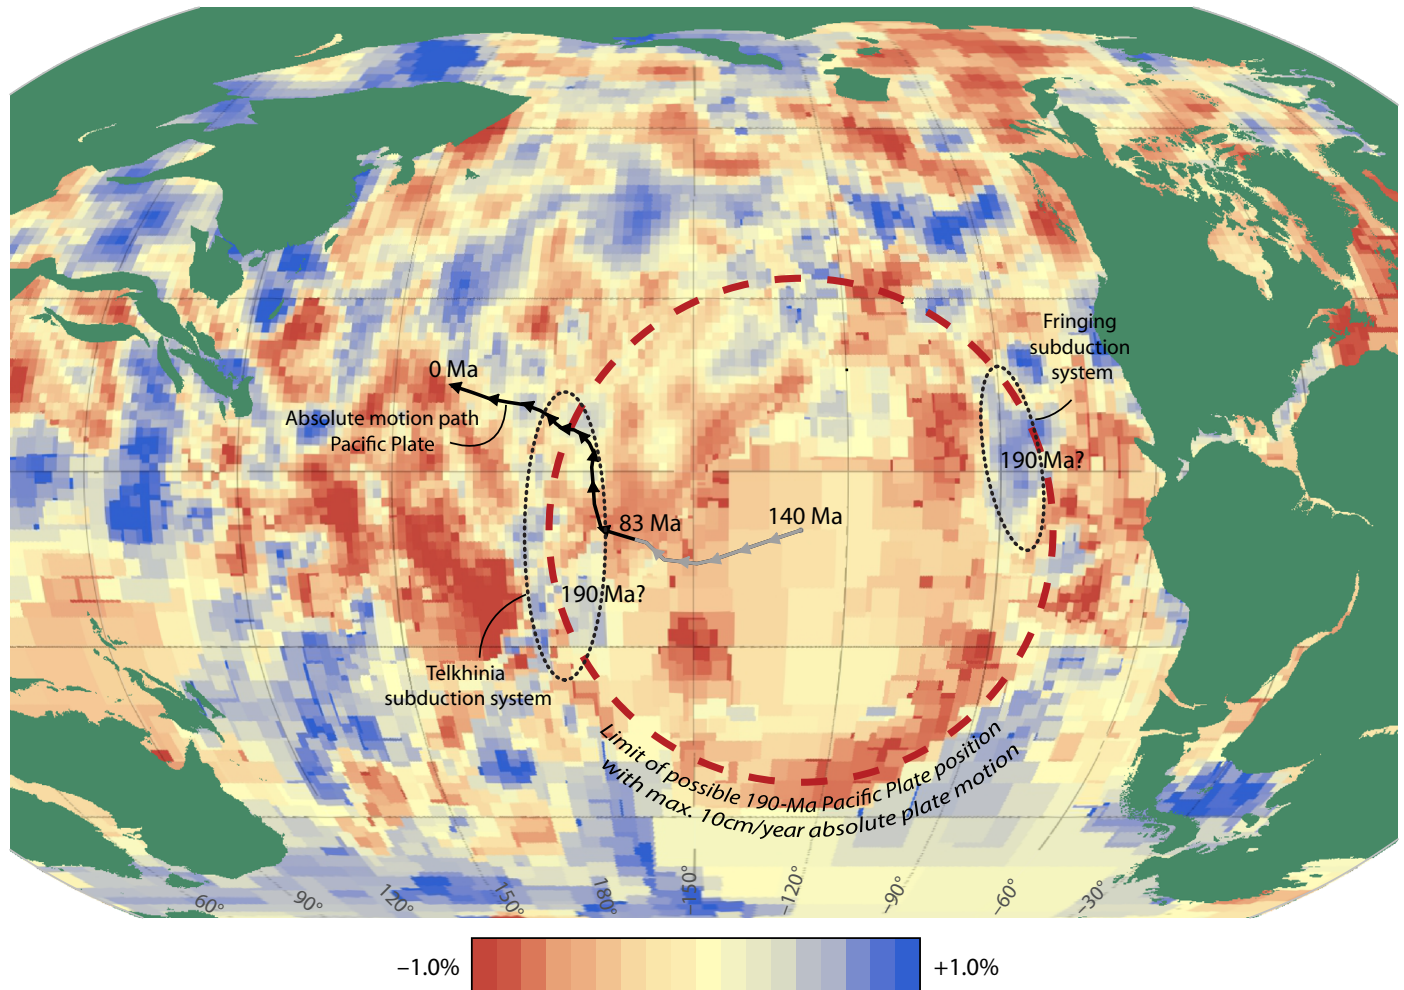 Fringing
subduction
system
0 Ma
Absolute motion path
Pacific Plate
190 Ma?
83 Ma
140 Ma
190 Ma?
Telkhinia
subduction system
Limit of possible 190-Ma Pacific Plate position
with max. 10cm/year absolute plate motion
60°
90°
120°
150°
180°
–150°
–120°
–90°
–60°
–30°
–1.0%
+1.0%